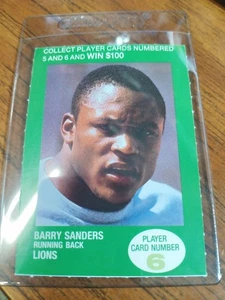 COLLECT PLAYER CARDS NUMBERED
5 AND 6 AND WIN $100
BARRY SANDERS
RUNNING BACK
LIONS
PLAYER
CARD NUMBER
6